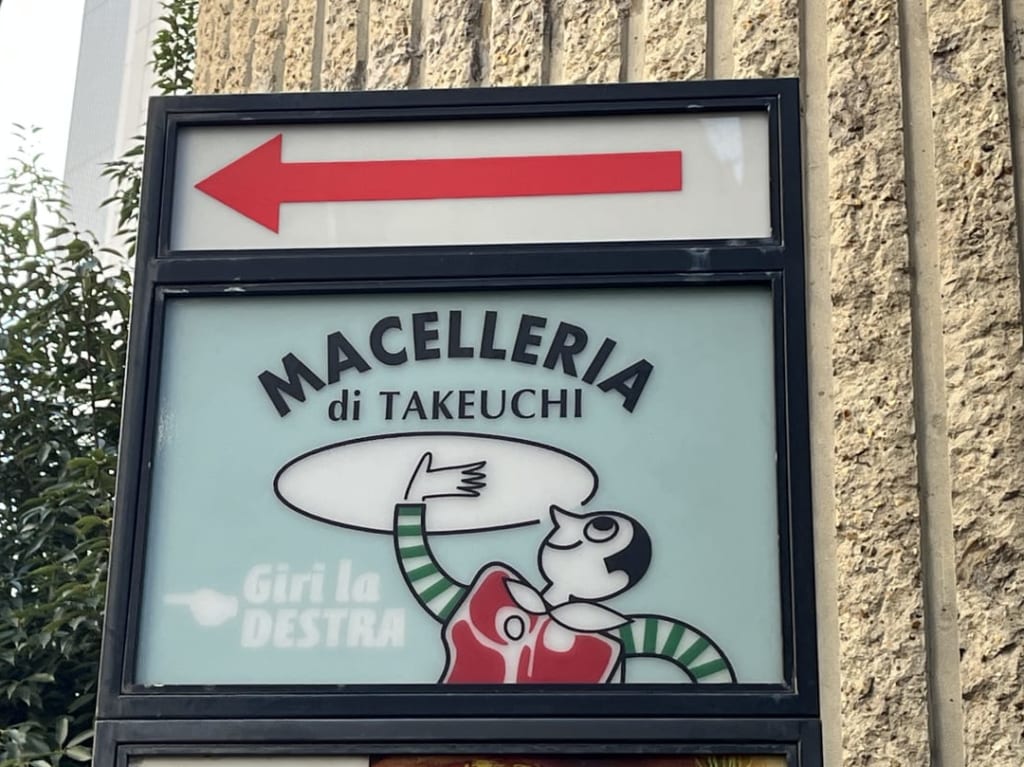 MACELLERIA
di TAKEUCHI
Giri la
DESTRA